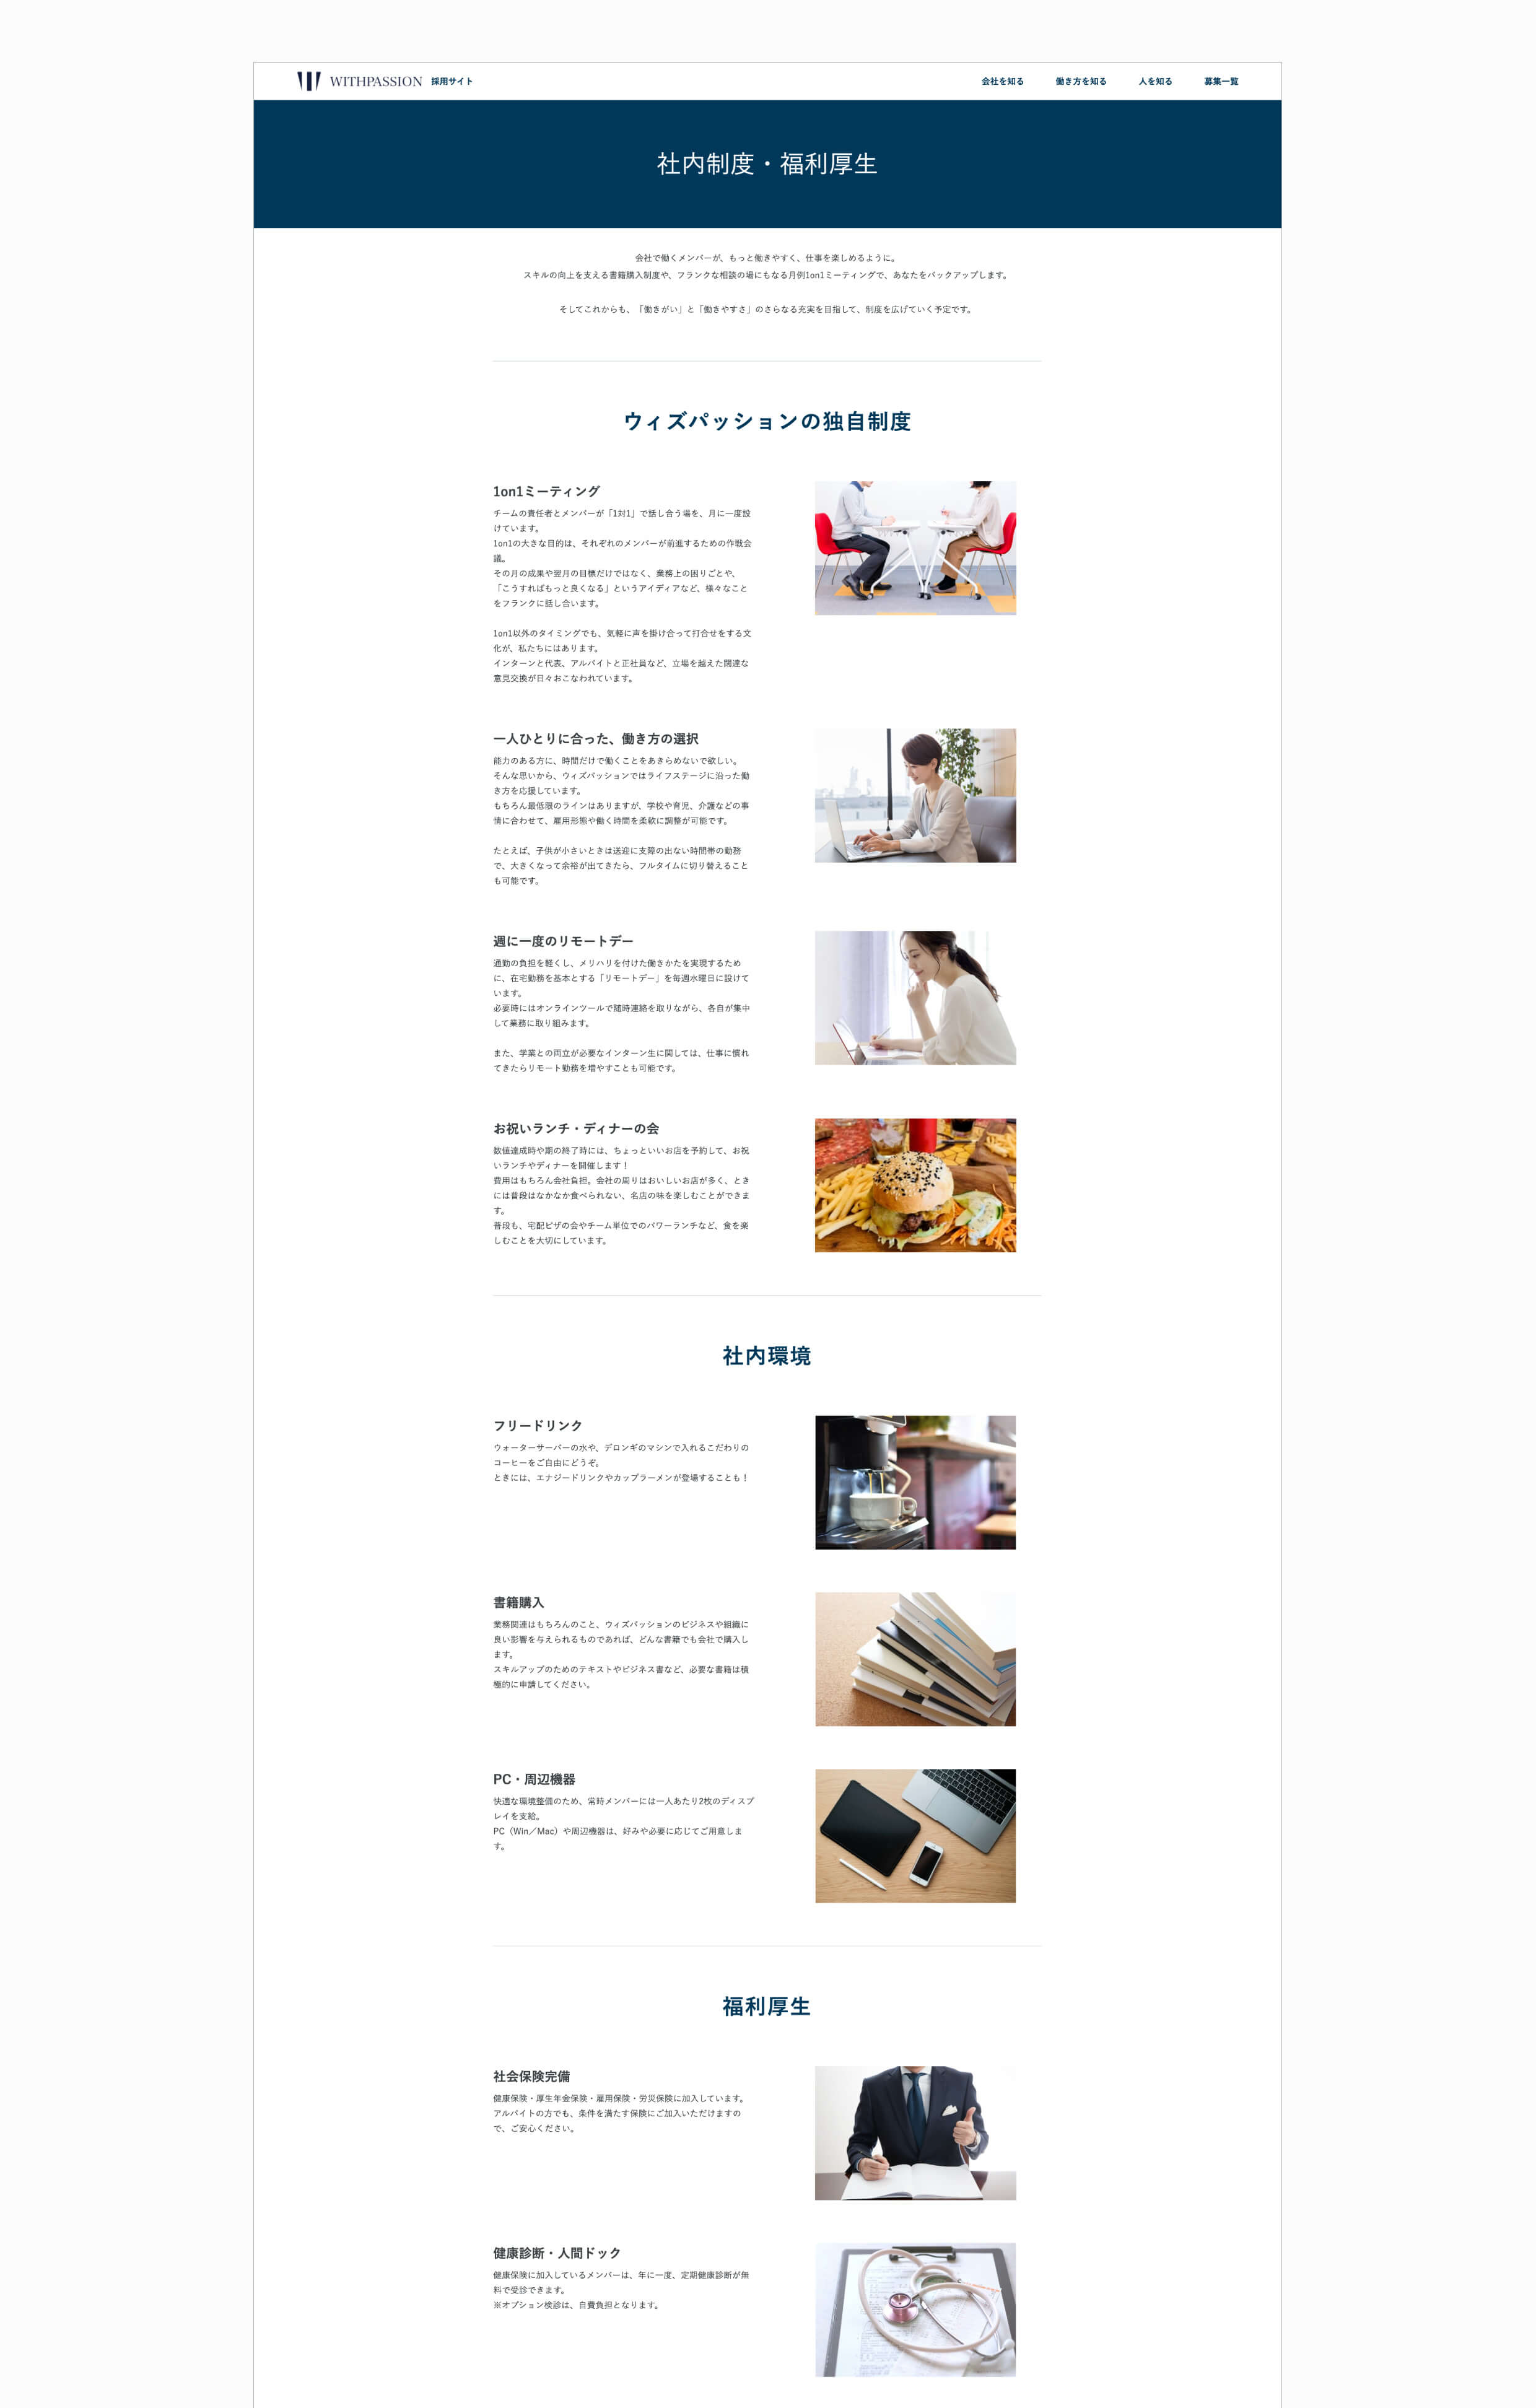 WITHPASSION 採用サイト
会社を知る 働き方を知る 人を知る 募集一覧
社内制度・福利厚生
会社で働くメンバーが、もっと働きやすく、仕事を楽しめるように。
スキルの向上を支える書籍購入制度や、フランクな相談の場にもなる月例1on1ミーティングで、あなたをバックアップします。
そしてこれからも、「働きがい」と「働きやすさ」のさらなる充実を目指して、制度を広げていく予定です。
ウィズパッションの独自制度
1on1ミーティング
チームの責任者とメンバーが「1対1」で話し合う場を、月に一度設
けています。
1on1の大きな目的は、それぞれのメンバーが前進するための作戦会
議。
その月の成果や翌月の目標だけではなく、業務上の困りごとや、
「こうすればもっと良くなる」というアイディアなど、様々なこと
をフランクに話し合います。
1on1以外のタイミングでも、気軽に声を掛け合って打合せをする文
化が、私たちにはあります。
インターンと代表、アルバイトと正社員など、立場を越えた闊達な
意見交換が日々おこなわれています。
一人ひとりに合った、働き方の選択
能力のある方に、時間だけで働くことをあきらめないで欲しい。
そんな思いから、ウィズパッションではライフステージに沿った働
き方を応援しています。
もちろん最低限のラインはありますが、学校や育児、介護などの事
情に合わせて、雇用形態や働く時間を柔軟に調整が可能です。
たとえば、子供が小さいときは送迎に支障の出ない時間帯の勤務
で、大きくなって余裕が出てきたら、フルタイムに切り替えること
も可能です。
週に一度のリモートデー
通勤の負担を軽くし、メリハリを付けた働きかたを実現するため
に、在宅勤務を基本とする「リモートデー」を毎週水曜日に設けて
います。
必要時にはオンラインツールで随時連絡を取りながら、各自が集中
して業務に取り組みます。
また、学業との両立が必要なインターン生に関しては、仕事に慣れ
てきたらリモート勤務を増やすことも可能です。
お祝いランチ・ディナーの会
数値達成時や期の終了時には、ちょっといいお店を予約して、お祝
いランチやディナーを開催します！
費用はもちろん会社負担。会社の周りはおいしいお店が多く、とき
には普段はなかなか食べられない、名店の味を楽しむことができま
す。
普段も、宅配ピザの会やチーム単位でのパワーランチなど、食を楽
しむことを大切にしています。
社内環境
フリードリンク
ウォーターサーバーの水や、デロンギのマシンで入れるこだわりの
コーヒーをご自由にどうぞ。
ときには、エナジードリンクやカップラーメンが登場することも！
書籍購入
業務関連はもちろんのこと、ウィズパッションのビジネスや組織に
良い影響を与えられるものであれば、どんな書籍でも会社で購入し
ます。
スキルアップのためのテキストやビジネス書など、必要な書籍は積
極的に申請してください。
PC・周辺機器
快適な環境整備のため、常時メンバーには一人あたり2枚のディスプ
レイを支給。
PC（Win／Mac）や周辺機器は、好みや必要に応じてご用意しま
す。
福利厚生
社会保険完備
健康保険・厚生年金保険・雇用保険・労災保険に加入しています。
アルバイトの方でも、条件を満たす保険にご加入いただけますの
で、ご安心ください。
健康診断・人間ドック
健康保険に加入しているメンバーは、年に一度、定期健康診断が無
料で受診できます。
※オプション検診は、自費負担となります。